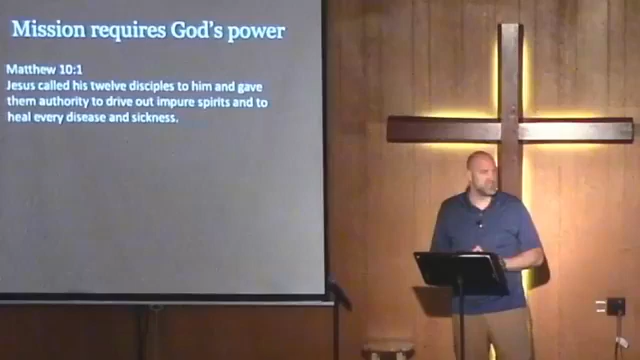 Mission requires God's power
Matthew 10:1
Jesus called his twelve disciples to him and gave
them authority to drive out impure spirits and to
heal every disease and sickness.